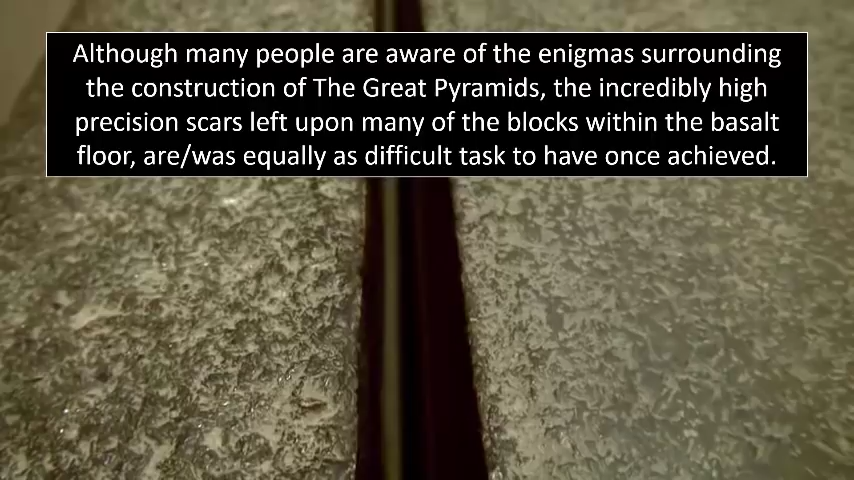 Although many people are aware of the enigmas surrounding
the construction of The Great Pyramids, the incredibly high
precision scars left upon many of the blocks within the basalt
floor, are/was equally as difficult task to have once achieved.